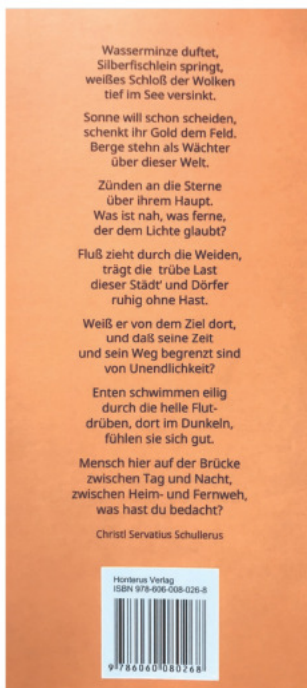 Wasserminze duftet,
Silberfischlein springt,
weißes Schloß der Wolken
tief im See versinkt.
Sonne will schon scheiden,
schenkt ihr Gold dem Feld.
Berge stehn als Wächter
über dieser Welt.
Zünden an die Sterne
über ihrem Haupt.
Was ist nah, was ferne,
der dem Lichte glaubt?
Fluß zieht durch die Weiden,
trägt die trübe Last
dieser Städt' und Dörfer
ruhig ohne Hast.
Weiß er von dem Ziel dort,
und daß seine Zeit
und sein Weg begrenzt sind
von Unendlichkeit?
Enten schwimmen eilig
durch die helle Flut-
drüben, dort im Dunkeln,
fühlen sie sich gut.
Mensch hier auf der Brücke
zwischen Tag und Nacht,
zwischen Heim- und Fernweh,
was hast du bedacht?
Christl Servatius Schullerus
Honterus Verlag
ISBN 978-606-008-026-8
9 786060 080268